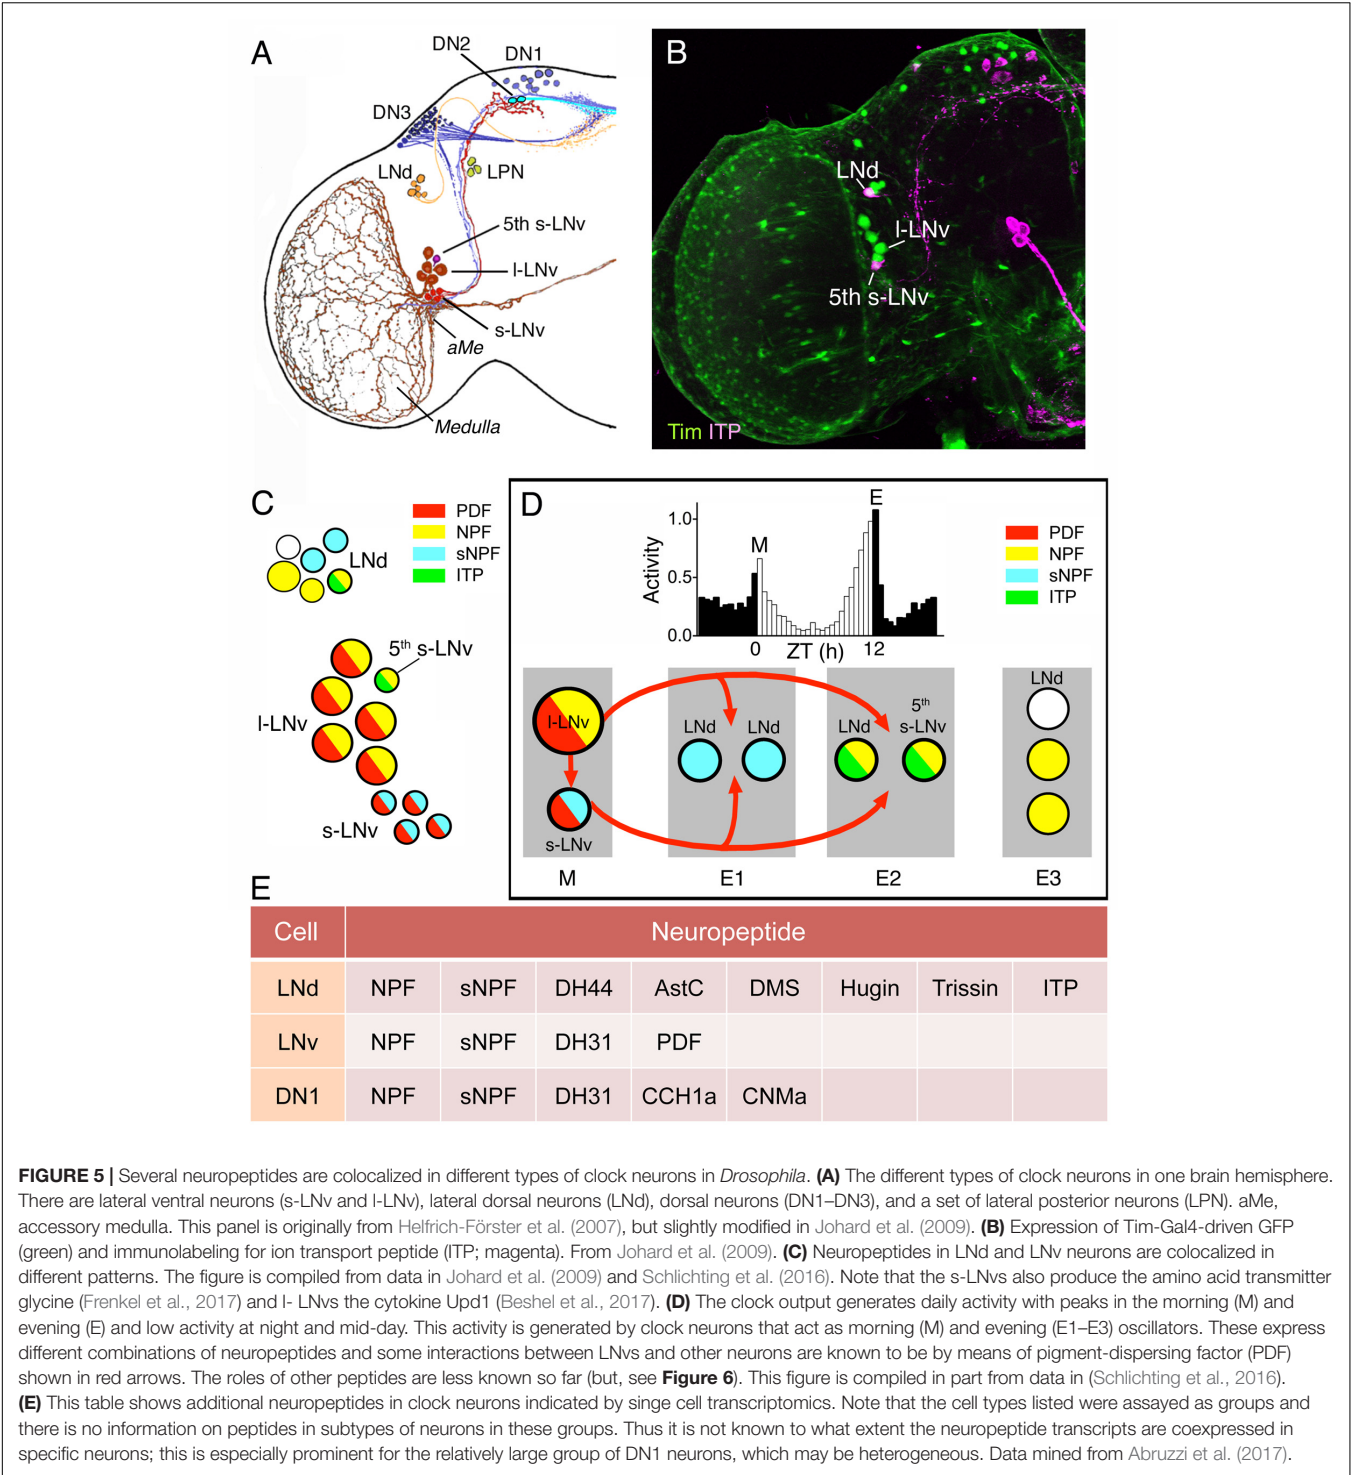 A
DN2
DN1
DN3
LNd
LPN
5th s-LNv
l-LNv
s-LNv
aMe
Medulla
B
LNd
l-LNv
5th s-LNv
Tim ITP
C
PDF
NPF
sNPF
ITP
LNd
5th s-LNv
l-LNv
s-LNv
D
E
M
1.0
0.5
0.0
Activity
0 ZT (h) 12
PDF
NPF
sNPF
ITP
l-LNv
s-LNv
LNd LNd
LNd 5th s-LNv
LNd
M E1 E2 E3
E
Cell Neuropeptide
LNd NPF sNPF DH44 AstC DMS Hugin Trissin ITP
LNv NPF sNPF DH31 PDF
DN1 NPF sNPF DH31 CCH1a CNMa
FIGURE 5 | Several neuropeptides are colocalized in different types of clock neurons in Drosophila. (A) The different types of clock neurons in one brain hemisphere.
There are lateral ventral neurons (s-LNv and l-LNv), lateral dorsal neurons (LNd), dorsal neurons (DN1–DN3), and a set of lateral posterior neurons (LPN). aMe,
accessory medulla. This panel is originally from Helfrich-Förster et al. (2007), but slightly modified in Johard et al. (2009). (B) Expression of Tim-Gal4-driven GFP
(green) and immunolabeling for ion transport peptide (ITP; magenta). From Johard et al. (2009). (C) Neuropeptides in LNd and LNv neurons are colocalized in
different patterns. The figure is compiled from data in Johard et al. (2009) and Schlichting et al. (2016). Note that the s-LNvs also produce the amino acid transmitter
glycine (Frenkel et al., 2017) and l- LNvs the cytokine Upd1 (Beshel et al., 2017). (D) The clock output generates daily activity with peaks in the morning (M) and
evening (E) and low activity at night and mid-day. This activity is generated by clock neurons that act as morning (M) and evening (E1–E3) oscillators. These express
different combinations of neuropeptides and some interactions between LNvs and other neurons are known to be by means of pigment-dispersing factor (PDF)
shown in red arrows. The roles of other peptides are less known so far (but, see Figure 6). This figure is compiled in part from data in (Schlichting et al., 2016).
(E) This table shows additional neuropeptides in clock neurons indicated by singe cell transcriptomics. Note that the cell types listed were assayed as groups and
there is no information on peptides in subtypes of neurons in these groups. Thus it is not known to what extent the neuropeptide transcripts are coexpressed in
specific neurons; this is especially prominent for the relatively large group of DN1 neurons, which may be heterogeneous. Data mined from Abruzzi et al. (2017).